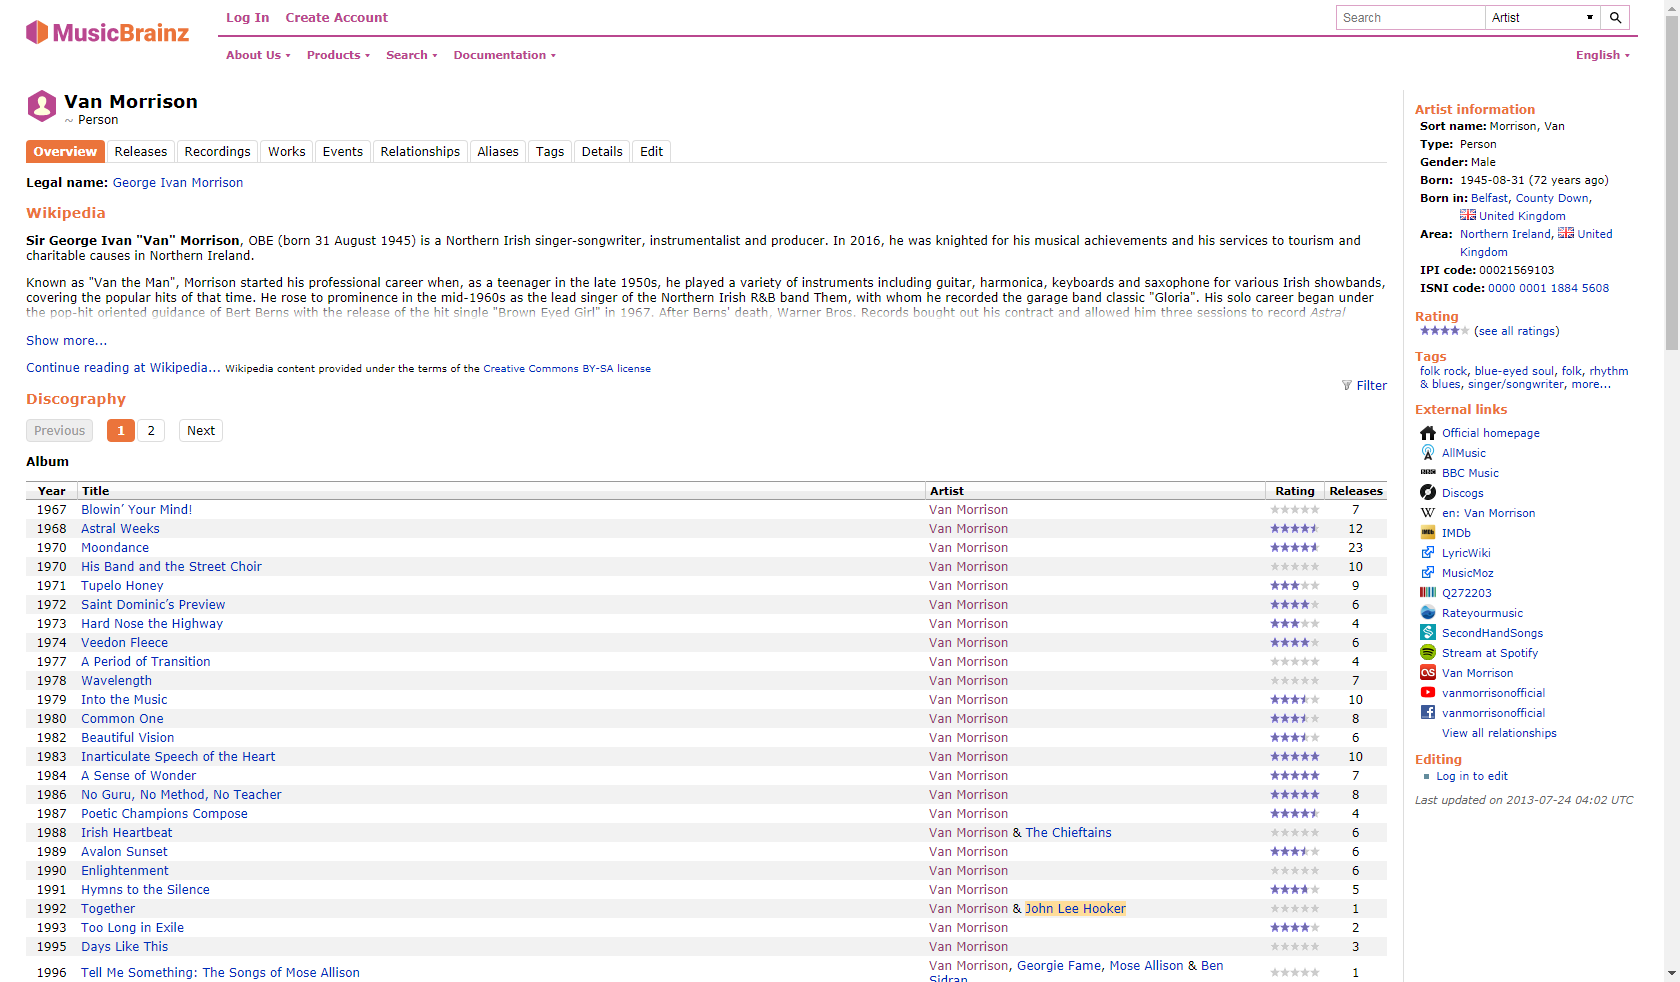 MusicBrainz
Log In Create Account
Search Artist
About Us Products Search Documentation English
Van Morrison
~ Person
Overview Releases Recordings Works Events Relationships Aliases Tags Details Edit
Legal name: George Ivan Morrison
Wikipedia
Sir George Ivan "Van" Morrison, OBE (born 31 August 1945) is a Northern Irish singer-songwriter, instrumentalist and producer. In 2016, he was knighted for his musical achievements and his services to tourism and
charitable causes in Northern Ireland.
Known as "Van the Man", Morrison started his professional career when, as a teenager in the late 1950s, he played a variety of instruments including guitar, harmonica, keyboards and saxophone for various Irish showbands,
covering the popular hits of that time. He rose to prominence in the mid-1960s as the lead singer of the Northern Irish R&B band Them, with whom he recorded the garage band classic "Gloria". His solo career began under
the pop-hit oriented guidance of Bert Berns with the release of the hit single "Brown Eyed Girl" in 1967. After Berns' death, Warner Bros. Records bought out his contract and allowed him three sessions to record Astral
Show more...
Continue reading at Wikipedia... Wikipedia content provided under the terms of the Creative Commons BY-SA license
Filter
Discography
Previous 1 2 Next
Album
Year Title Artist Rating Releases
1967 Blowin’ Your Mind! Van Morrison 7
1968 Astral Weeks Van Morrison 12
1970 Moondance Van Morrison 23
1970 His Band and the Street Choir Van Morrison 10
1971 Tupelo Honey Van Morrison 9
1972 Saint Dominic’s Preview Van Morrison 6
1973 Hard Nose the Highway Van Morrison 4
1974 Veedon Fleece Van Morrison 6
1977 A Period of Transition Van Morrison 4
1978 Wavelength Van Morrison 7
1979 Into the Music Van Morrison 10
1980 Common One Van Morrison 8
1982 Beautiful Vision Van Morrison 6
1983 Inarticulate Speech of the Heart Van Morrison 10
1984 A Sense of Wonder Van Morrison 7
1986 No Guru, No Method, No Teacher Van Morrison 8
1987 Poetic Champions Compose Van Morrison 4
1988 Irish Heartbeat Van Morrison & The Chieftains 6
1989 Avalon Sunset Van Morrison 6
1990 Enlightenment Van Morrison 6
1991 Hymns to the Silence Van Morrison 5
1992 Together Van Morrison & John Lee Hooker 1
1993 Too Long in Exile Van Morrison 2
1995 Days Like This Van Morrison 3
1996 Tell Me Something: The Songs of Mose Allison Van Morrison, Georgie Fame, Mose Allison & Ben 1
Sidran
Artist information
Sort name: Morrison, Van
Type: Person
Gender: Male
Born: 1945-08-31 (72 years ago)
Born in: Belfast, County Down,
United Kingdom
Area: Northern Ireland, United
Kingdom
IPI code: 00021569103
ISNI code: 0000 0001 1884 5608
Rating
(see all ratings)
Tags
folk rock, blue-eyed soul, folk, rhythm
& blues, singer/songwriter, more...
External links
Official homepage
AllMusic
BBC Music
Discogs
W en: Van Morrison
IMDb
LyricWiki
MusicMoz
Q272203
Rateyourmusic
SecondHandSongs
Stream at Spotify
Van Morrison
vanmorrisonofficial
vanmorrisonofficial
View all relationships
Editing
Log in to edit
Last updated on 2013-07-24 04:02 UTC